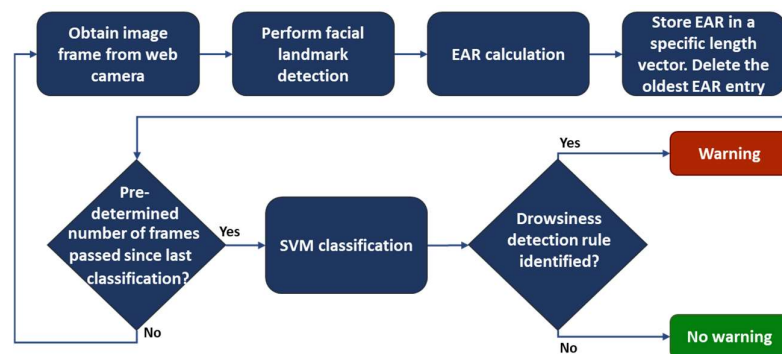 Obtain image
frame from web
camera
Perform facial
landmark
detection
EAR calculation
Store EAR in a
specific length
vector. Delete the
oldest EAR entry
Pre-
determined
number of frames
passed since last
classification?
Yes
No
SVM classification
Drowsiness
detection rule
identified?
Yes
Warning
No
No warning